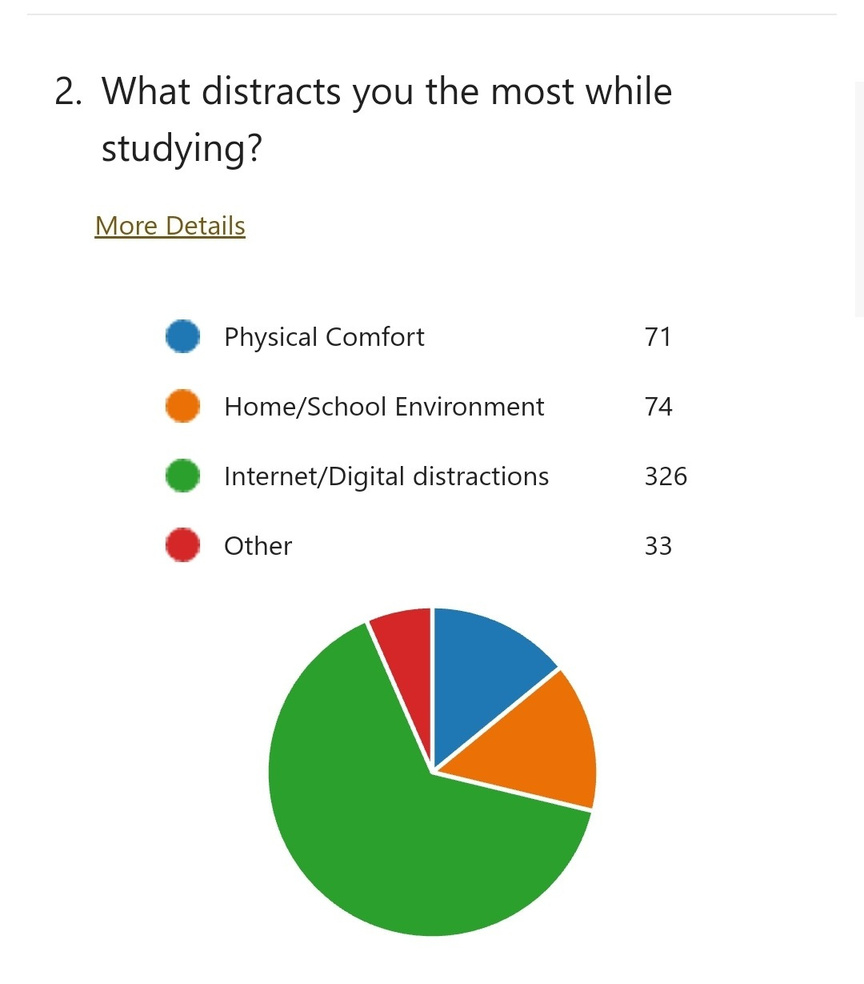 2. What distracts you the most while
studying?
More Details
Physical Comfort 71
Home/School Environment 74
Internet/Digital distractions 326
Other 33